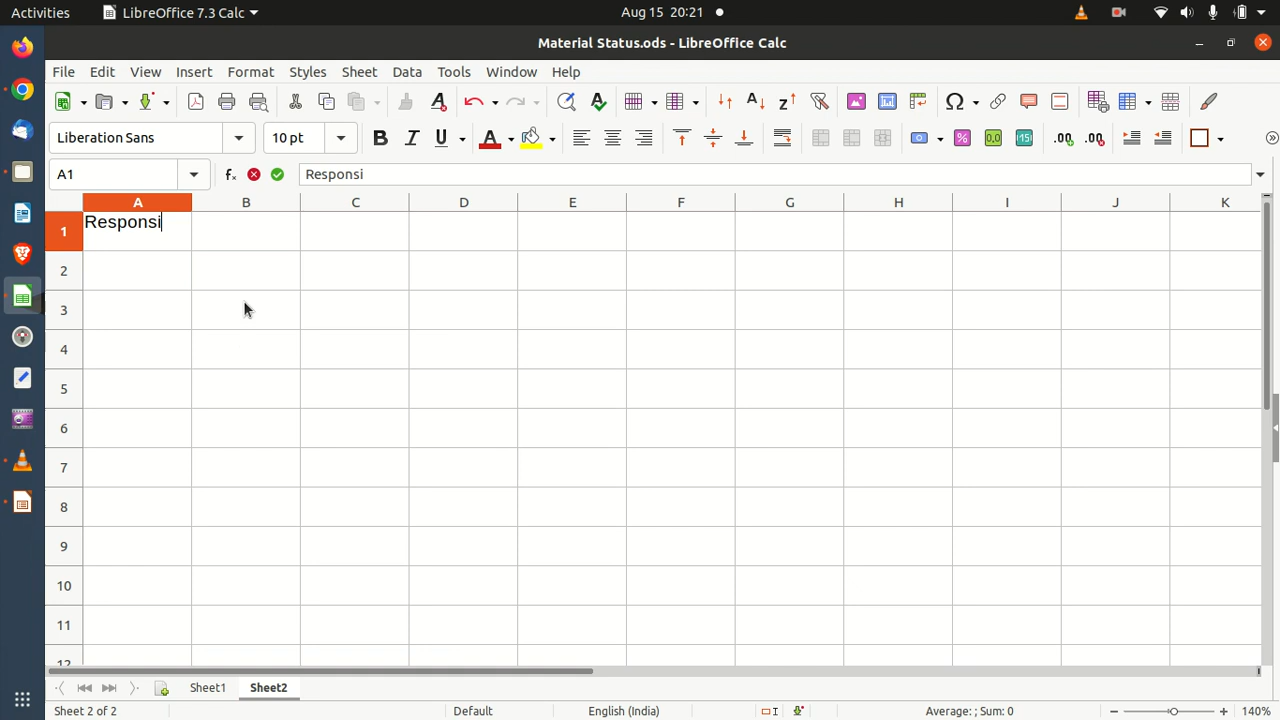 Activities LibreOffice 7.3 Calc Aug 15 20:21
Material Status.ods - LibreOffice Calc
File Edit View Insert Format Styles Sheet Data Tools Window Help
Liberation Sans 10 pt
A1 Responsi
A B C D E F G H I J K
1 Responsi
2
3
4
5
6
7
8
9
10
11
12
Sheet1 Sheet2
Sheet 2 of 2 Default English (India) Average: ; Sum: 0 140%